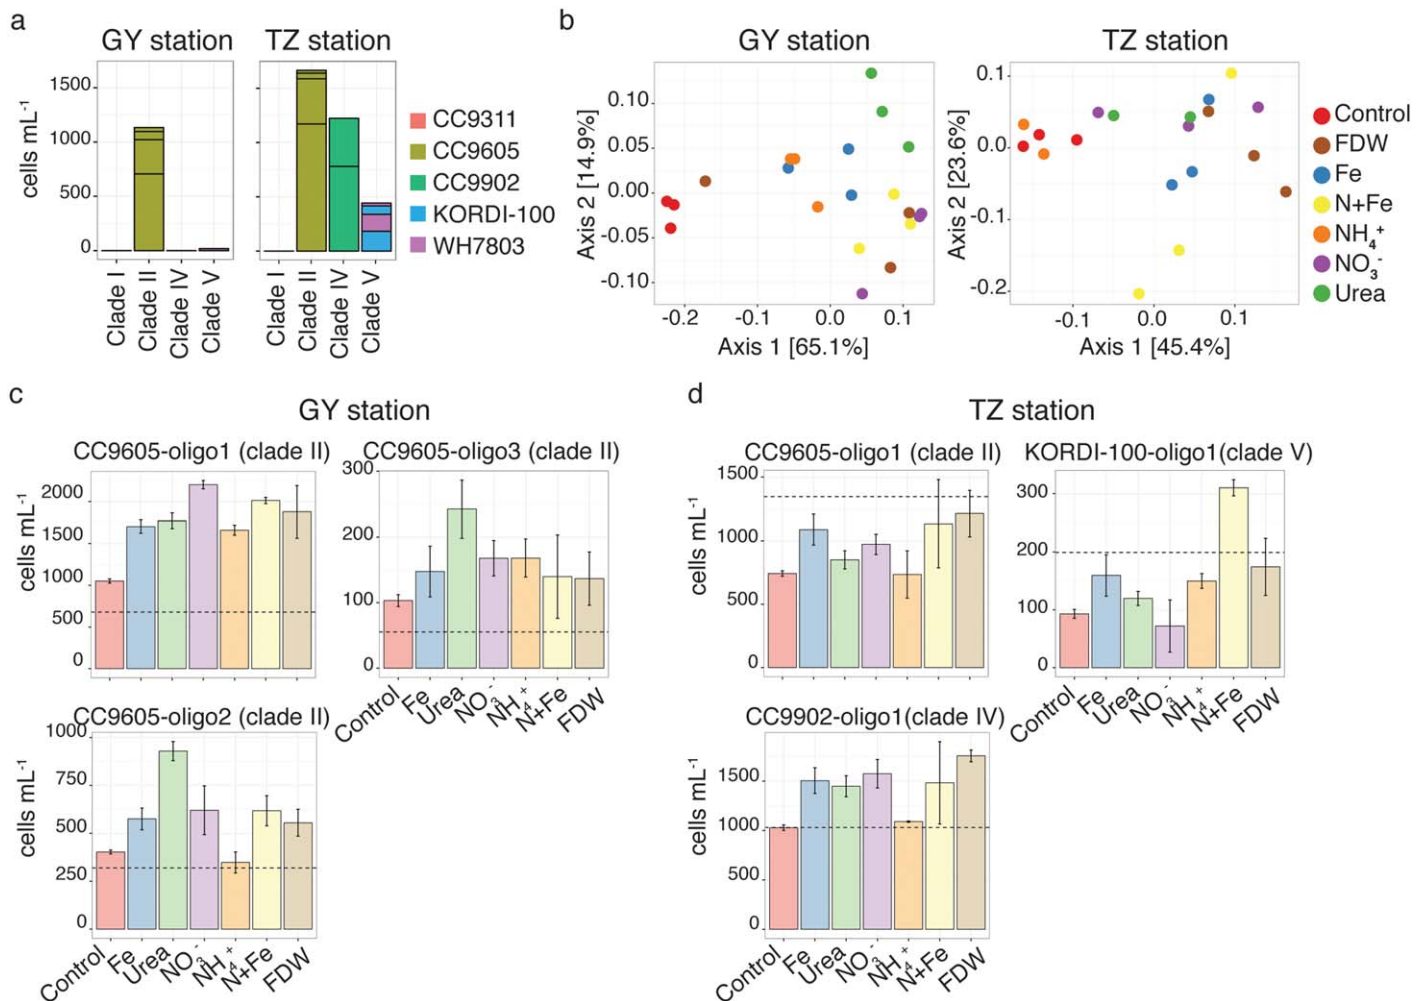 a
GY station
TZ station
cells mL⁻¹
1500
1000
500
0
Clade I
Clade II
Clade IV
Clade V
Clade I
Clade II
Clade IV
Clade V
CC9311
CC9605
CC9902
KORDI-100
WH7803
b
GY station
TZ station
Axis 2 [14.9%]
0.10
0.05
0.00
-0.05
-0.10
-0.2
-0.1
0.0
0.1
Axis 1 [65.1%]
Axis 2 [23.6%]
0.1
0.0
-0.1
-0.2
-0.1
0.0
0.1
Axis 1 [45.4%]
Control
FDW
Fe
N+Fe
NH₄⁺
NO₃⁻
Urea
c
GY station
CC9605-oligo1 (clade II)
cells mL⁻¹
2000
1500
1000
500
0
CC9605-oligo3 (clade II)
300
200
100
0
Control
Fe
Urea
NO₃⁻
NH₄⁺
N+Fe
FDW
CC9605-oligo2 (clade II)
cells mL⁻¹
1000
750
500
250
0
Control
Fe
Urea
NO₃⁻
NH₄⁺
N+Fe
FDW
d
TZ station
CC9605-oligo1 (clade II)
cells mL⁻¹
1500
1000
500
0
KORDI-100-oligo1(clade V)
300
200
100
0
Control
Fe
Urea
NO₃⁻
NH₄⁺
N+Fe
FDW
CC9902-oligo1(clade IV)
cells mL⁻¹
1500
1000
500
0
Control
Fe
Urea
NO₃⁻
NH₄⁺
N+Fe
FDW